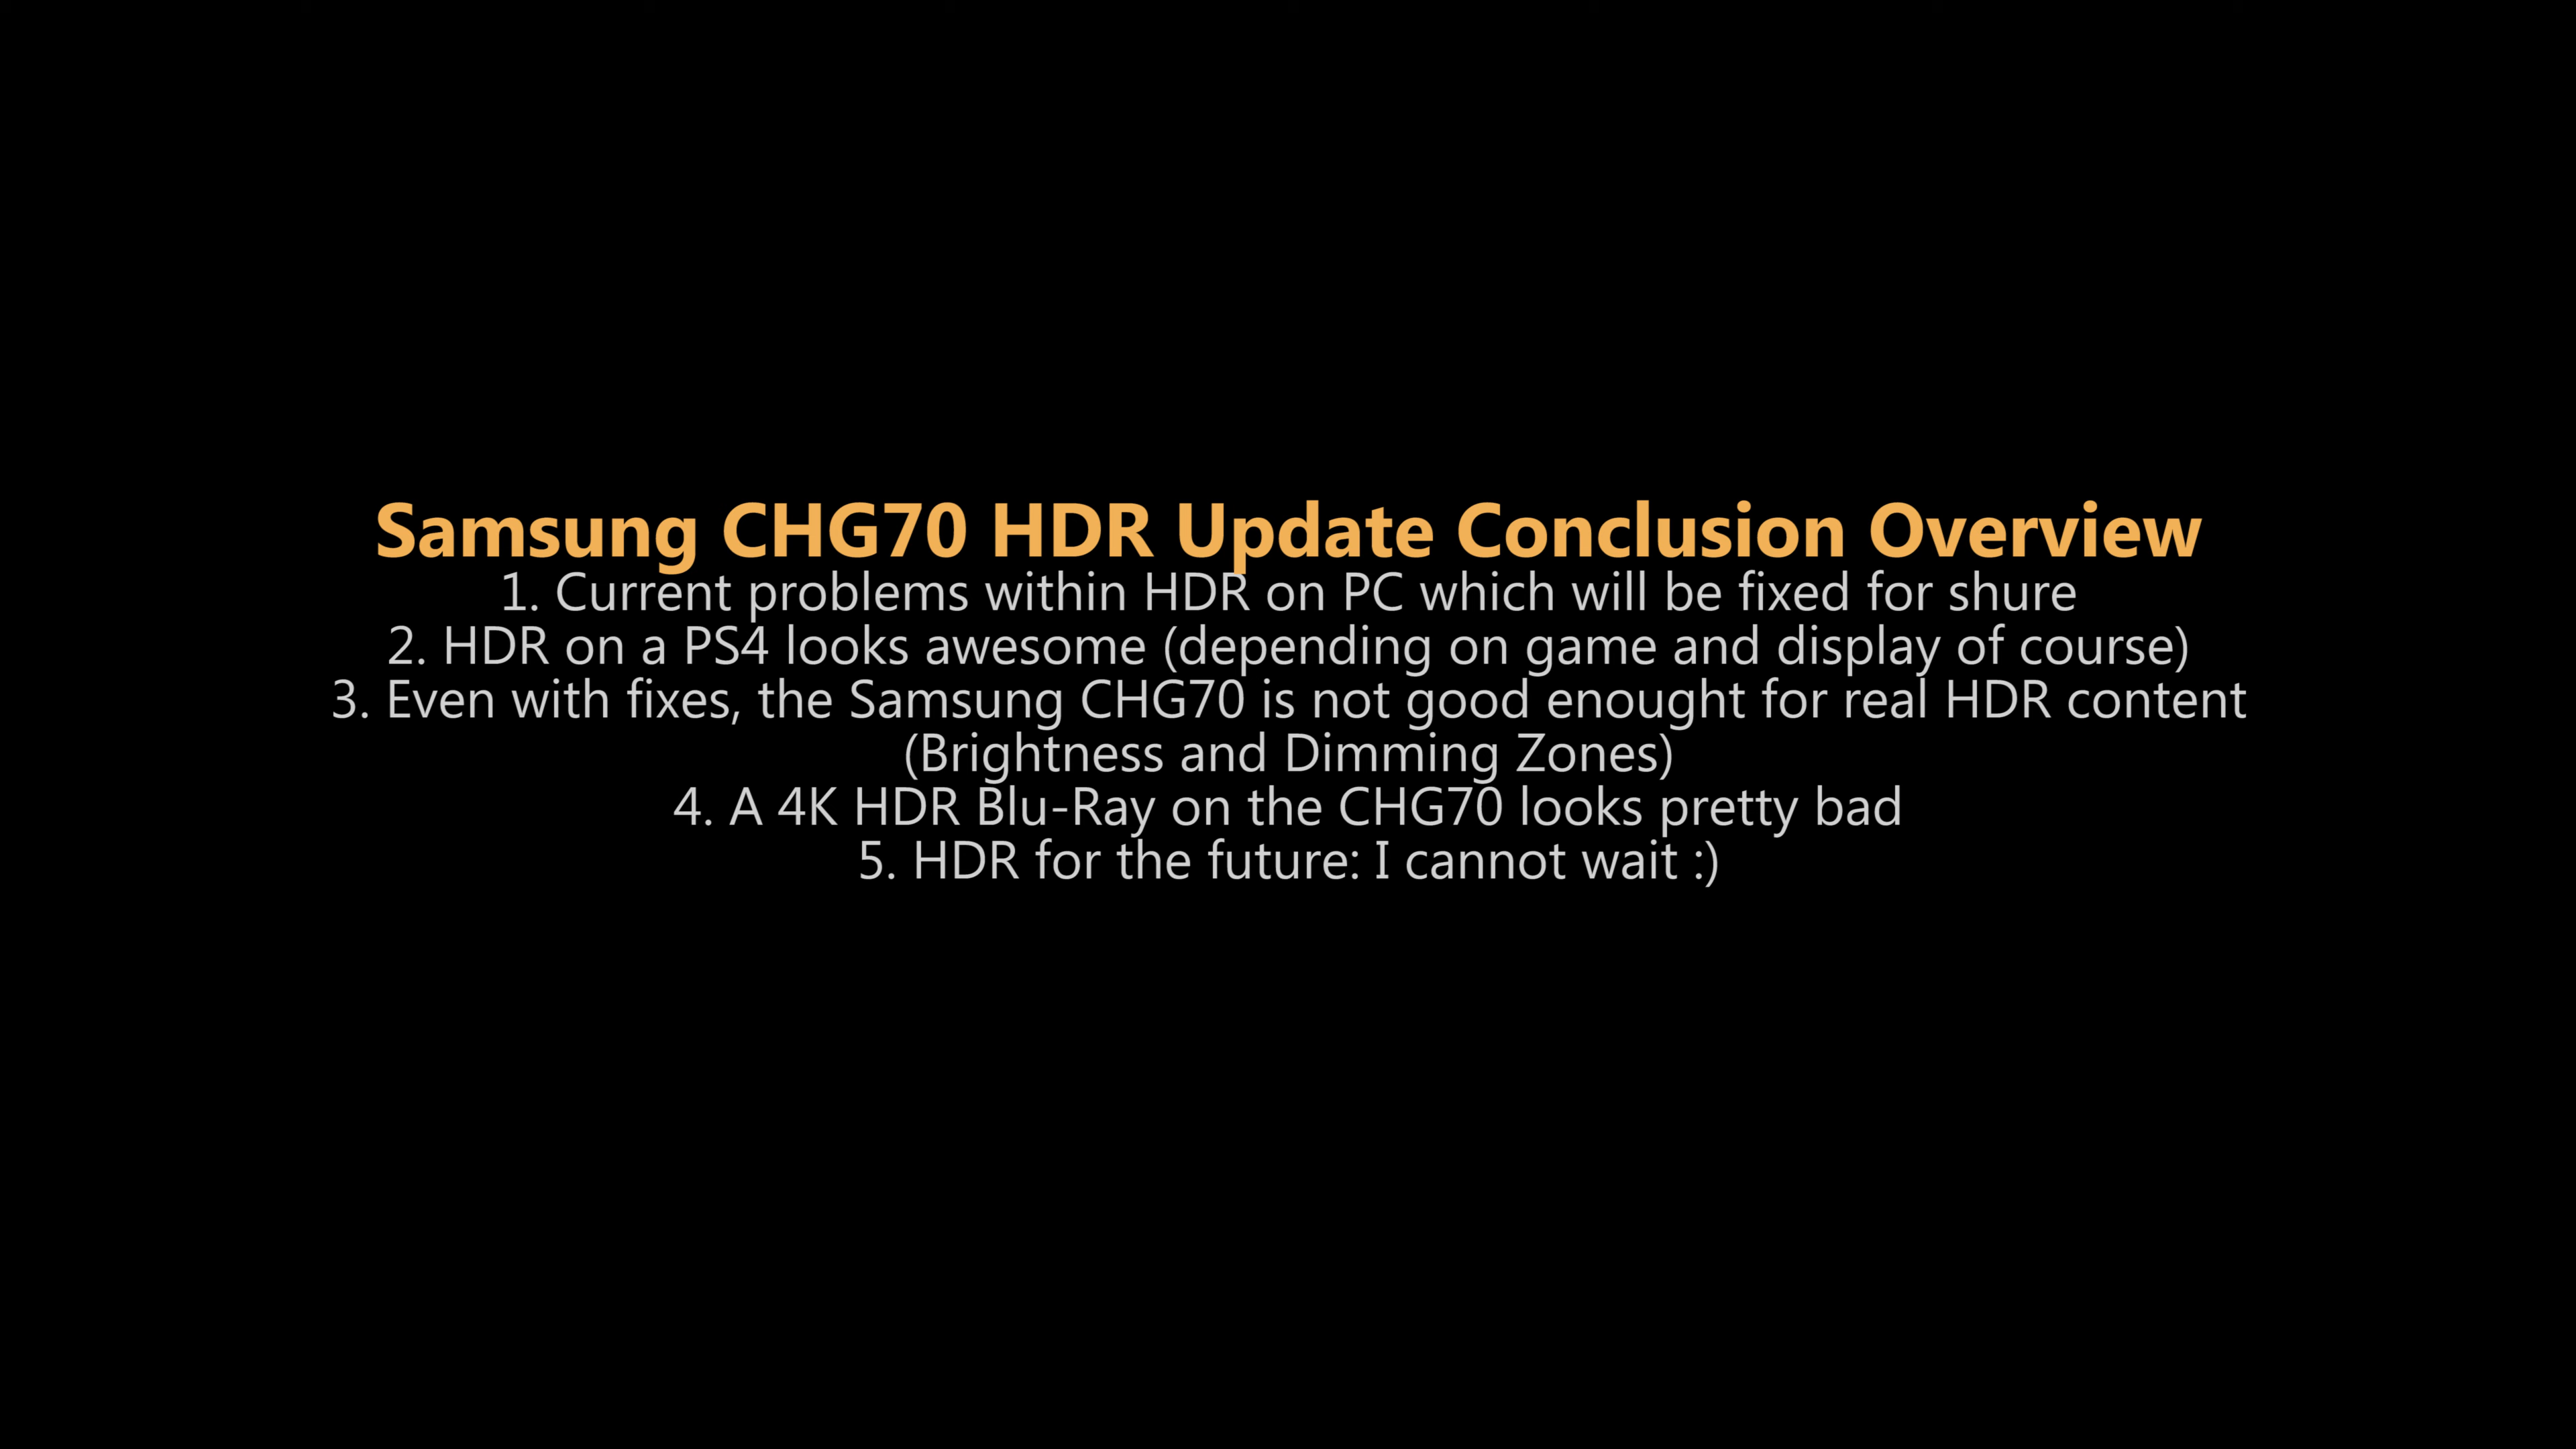 Samsung CHG70 HDR Update Conclusion Overview
1. Current problems within HDR on PC which will be fixed for shure
2. HDR on a PS4 looks awesome (depending on game and display of course)
3. Even with fixes, the Samsung CHG70 is not good enought for real HDR content
(Brightness and Dimming Zones)
4. A 4K HDR Blu-Ray on the CHG70 looks pretty bad
5. HDR for the future: I cannot wait :)